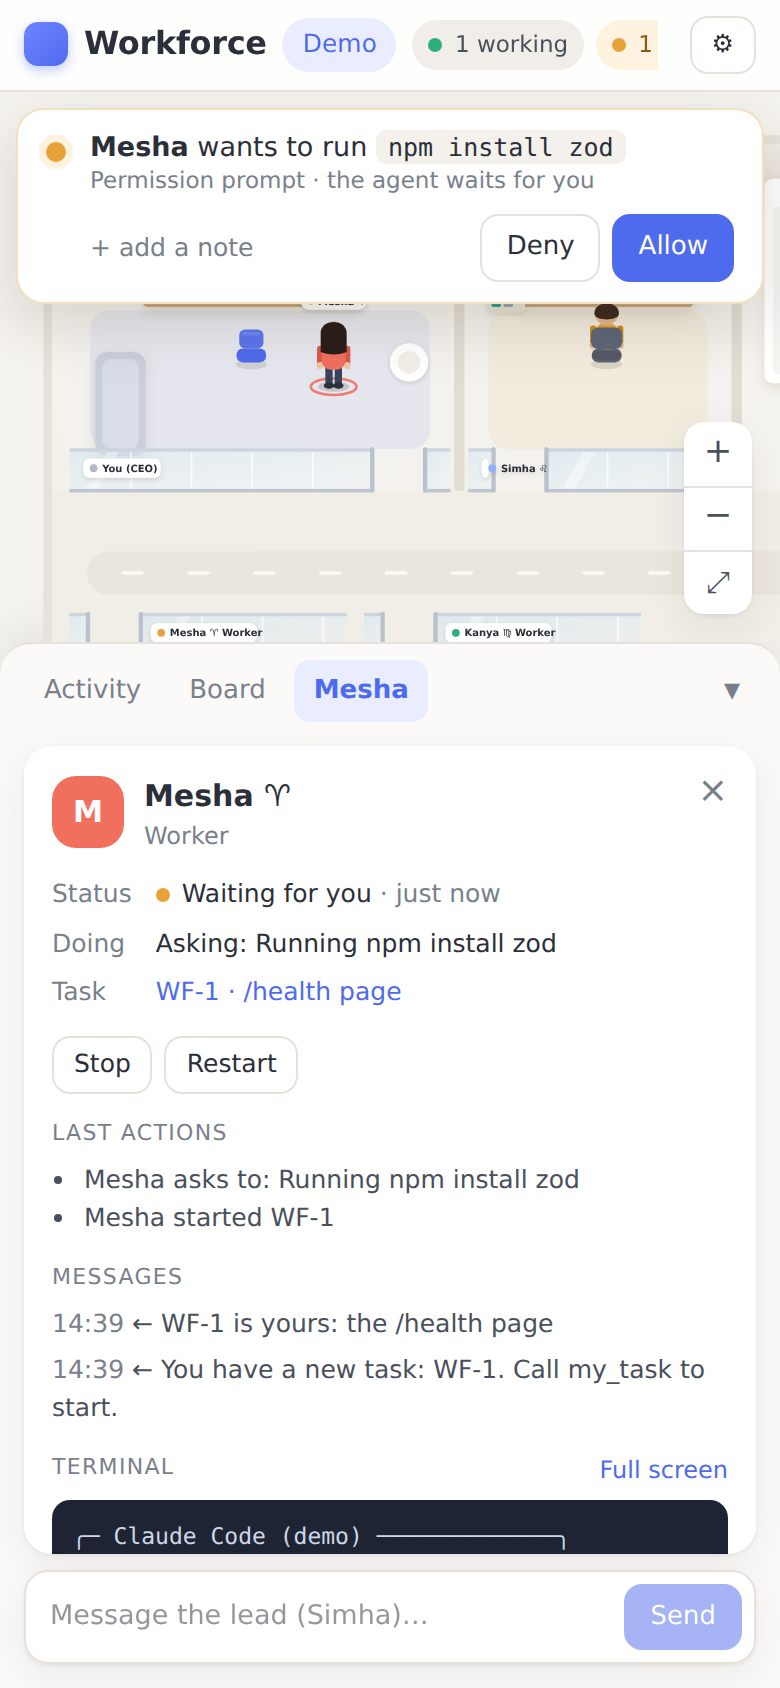 Workforce
Demo
1 working
1
⚙
Mesha wants to run npm install zod
Permission prompt · the agent waits for you
+ add a note
Deny
Allow
You (CEO)
Simha ♌
+
−
⤢
Mesha ♈ Worker
Kanya ♍ Worker
Activity
Board
Mesha
▼
M
Mesha ♈
×
Worker
Status
Waiting for you · just now
Doing
Asking: Running npm install zod
Task
WF-1 · /health page
Stop
Restart
LAST ACTIONS
• Mesha asks to: Running npm install zod
• Mesha started WF-1
MESSAGES
14:39 ← WF-1 is yours: the /health page
14:39 ← You have a new task: WF-1. Call my_task to
start.
TERMINAL
Full screen
╭─ Claude Code (demo) ──────────────╮
Message the lead (Simha)…
Send